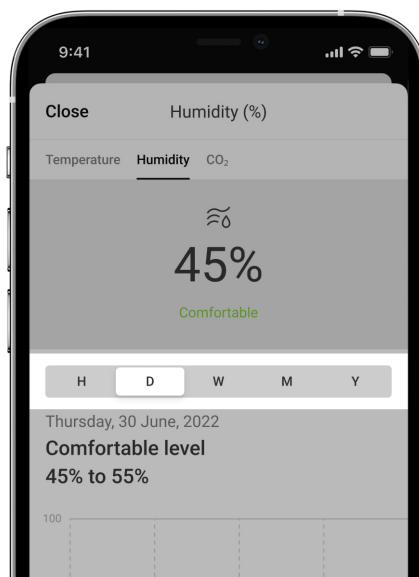 9:41
Close Humidity (%)
Temperature Humidity CO₂
45%
Comfortable
H D W M Y
Thursday, 30 June, 2022
Comfortable level
45% to 55%
100